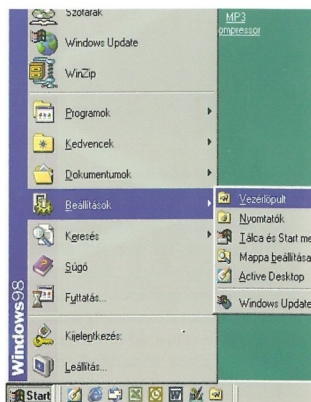 Szótárak
Windows Update
WinZip
Programok
Kedvencek
Dokumentumok
Beállítások
Keresés
Súgó
Futtatás...
Kijelentkezés:
Leállítás...
Windows98
Start
MP3
ompressor
Vezérlőpult
Nyomtatók
Tálca és Start me
Mappa beállítása
Active Desktop
Windows Update